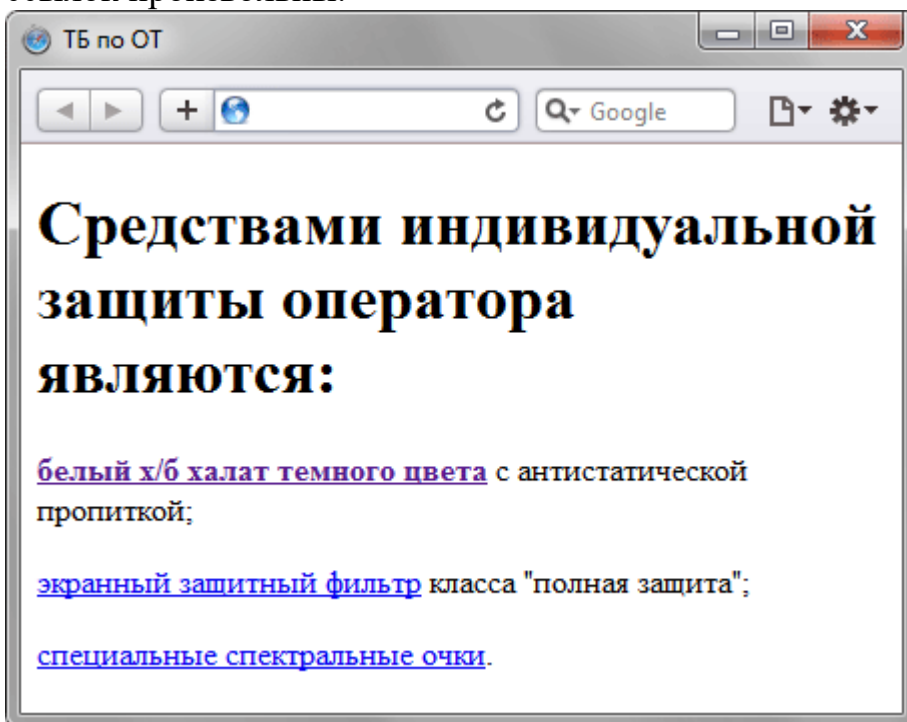 ТБ по ОТ
Google
Средствами индивидуальной
защиты оператора
являются:
белый х/б халат темного цвета с антистатической
пропиткой;
экранный защитный фильтр класса "полная защита";
специальные спектральные очки.